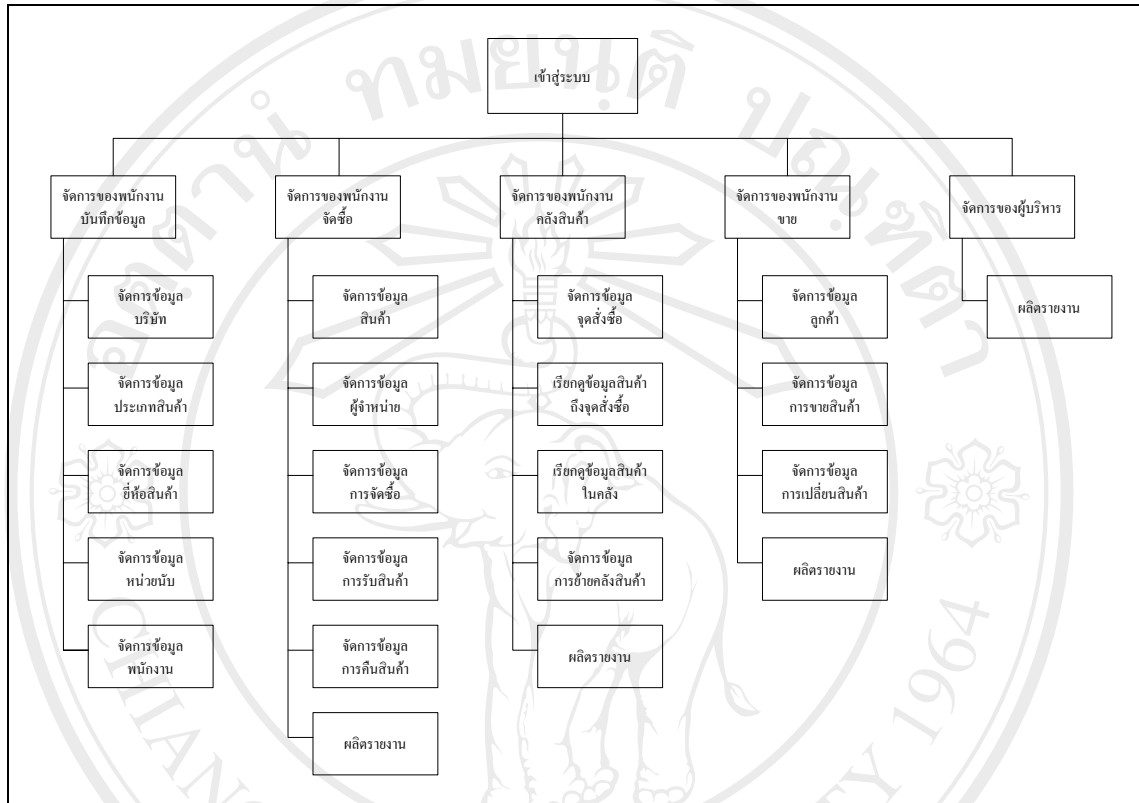 เข้าสู่ระบบ
จัดการของพนักงาน
บันทึกข้อมูล
จัดการข้อมูล
บริษัท
จัดการข้อมูล
ประเภทสินค้า
จัดการข้อมูล
ยี่ห้อสินค้า
จัดการข้อมูล
หน่วยนับ
จัดการข้อมูล
พนักงาน
จัดการของพนักงาน
จัดซื้อ
จัดการข้อมูล
สินค้า
จัดการข้อมูล
ผู้จำหน่าย
จัดการข้อมูล
การจัดซื้อ
จัดการข้อมูล
การรับสินค้า
จัดการข้อมูล
การคืนสินค้า
ผลิตรายงาน
จัดการของพนักงาน
คลังสินค้า
จัดการข้อมูล
จุดสั่งซื้อ
เรียกดูข้อมูลสินค้า
ถึงจุดสั่งซื้อ
เรียกดูข้อมูลสินค้า
ในคลัง
จัดการข้อมูล
การย้ายคลังสินค้า
ผลิตรายงาน
จัดการของพนักงาน
ขาย
จัดการข้อมูล
ลูกค้า
จัดการข้อมูล
การขายสินค้า
จัดการข้อมูล
การเปลี่ยนสินค้า
ผลิตรายงาน
จัดการของผู้บริหาร
ผลิตรายงาน
1964